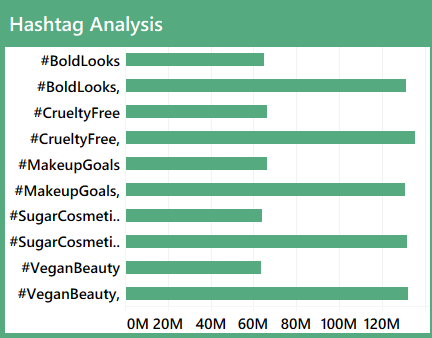 Hashtag Analysis
#BoldLooks
#BoldLooks,
#CrueltyFree
#CrueltyFree,
#MakeupGoals
#MakeupGoals,
#SugarCosmeti..
#SugarCosmeti..
#VeganBeauty
#VeganBeauty,
0M 20M 40M 60M 80M 100M 120M